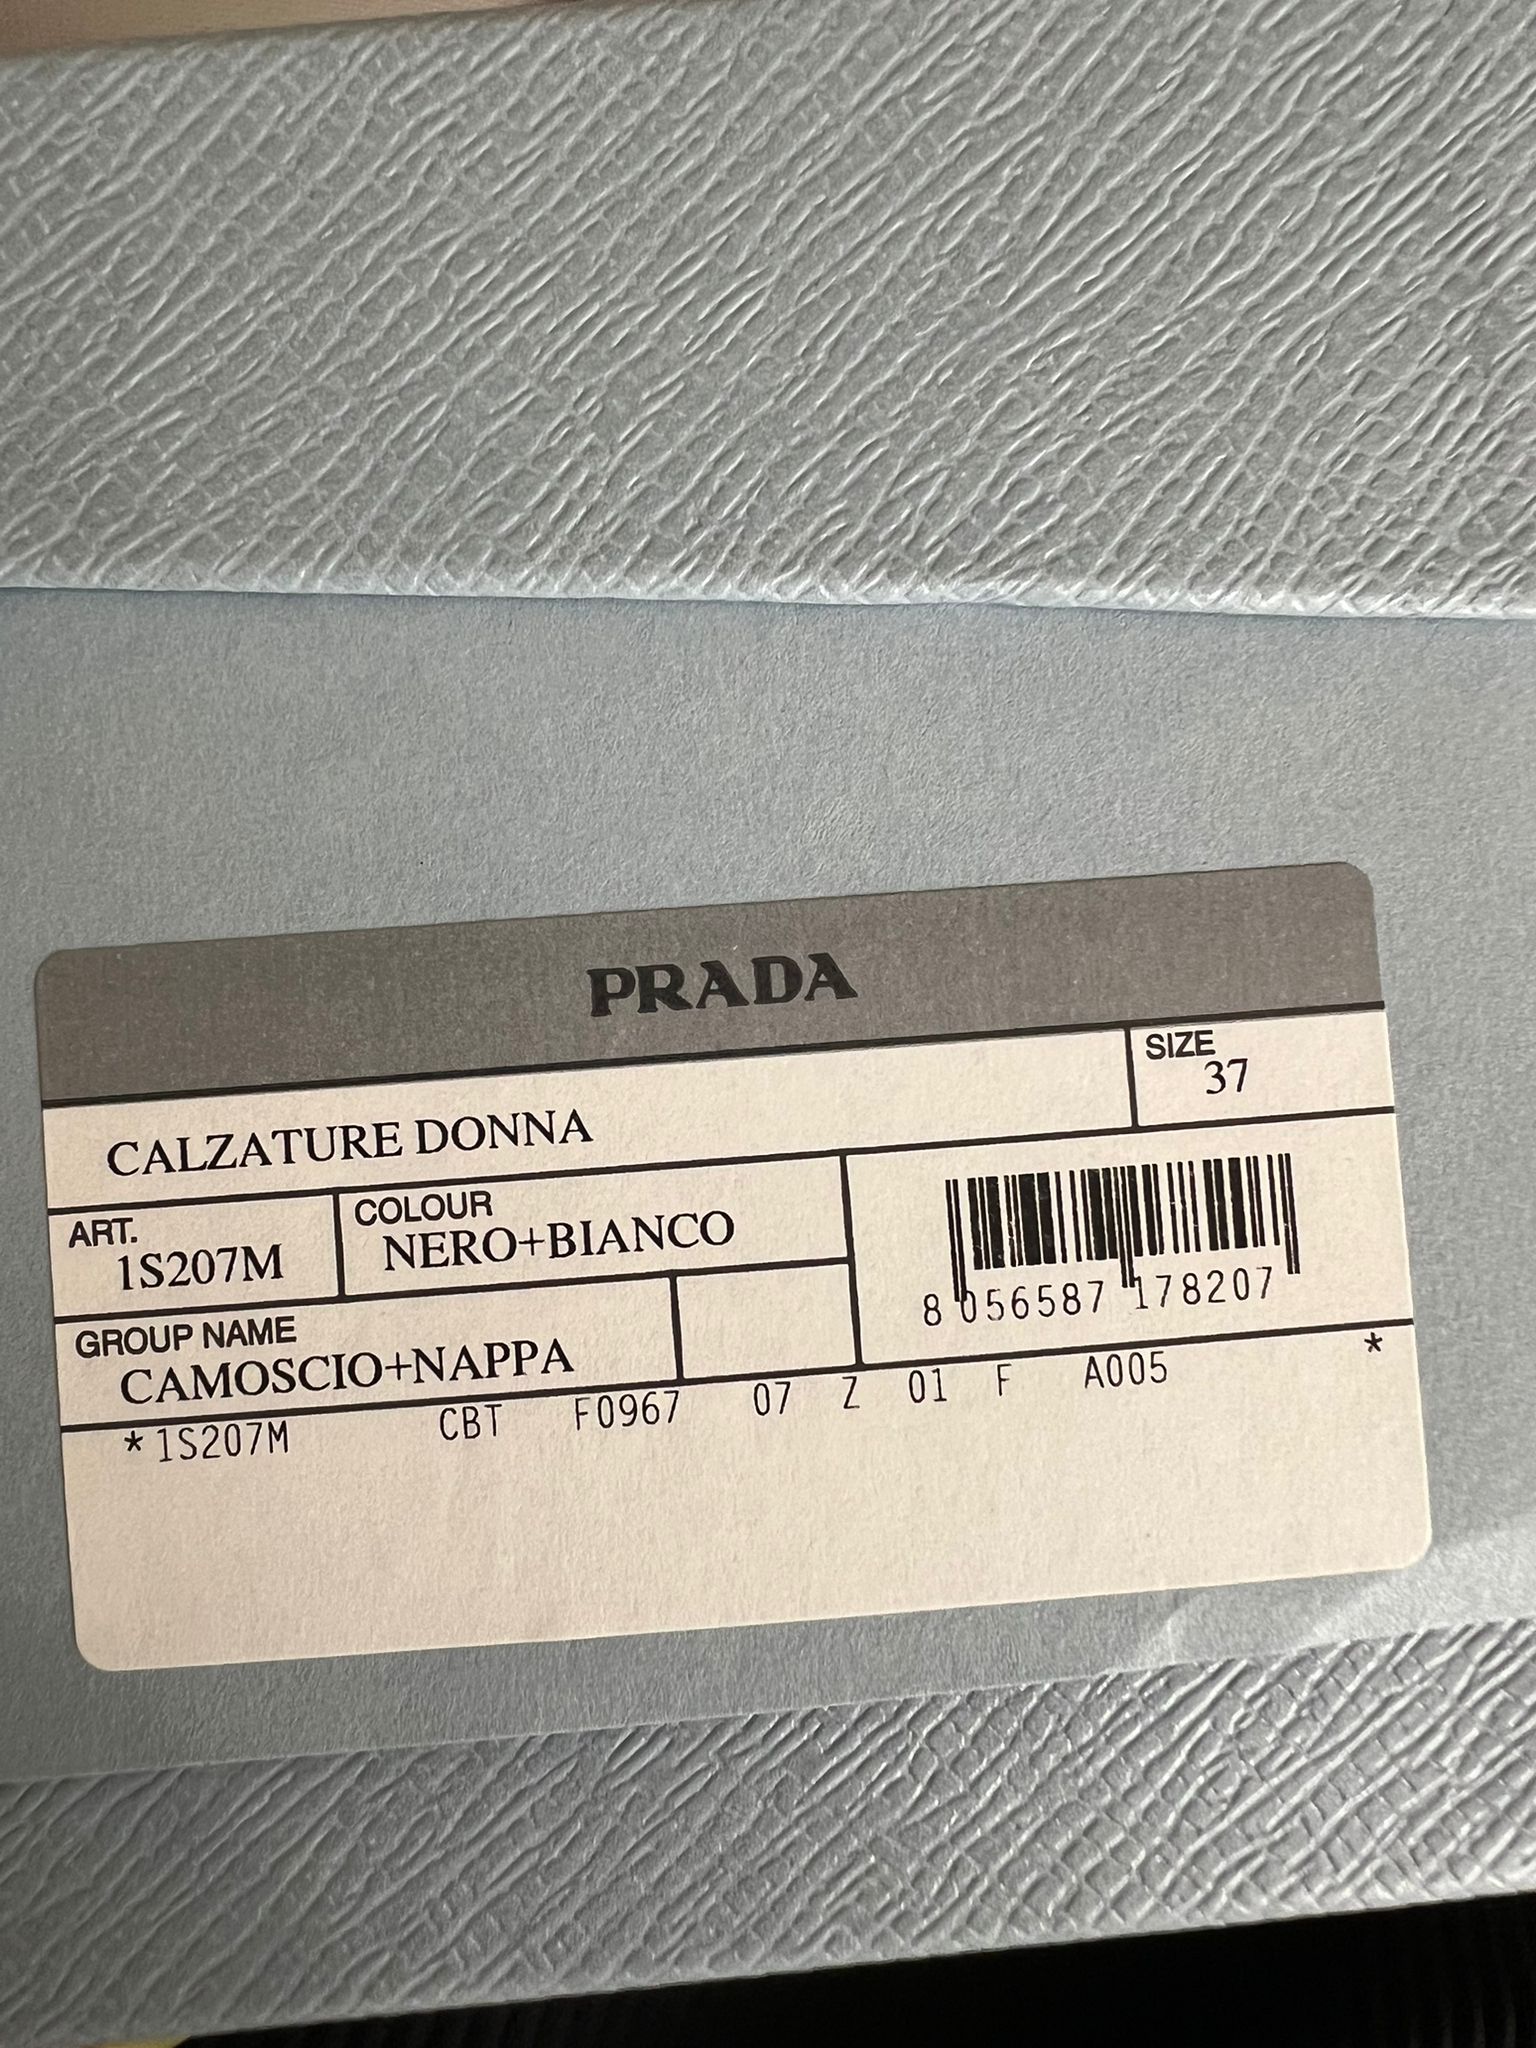 PRADA
CALZATURE DONNA
SIZE
37
ART.
1S207M
COLOUR
NERO+BIANCO
GROUP NAME
CAMOSCIO+NAPPA
8 056587 178207
*1S207M CBT F0967 07 Z 01 F A005 *